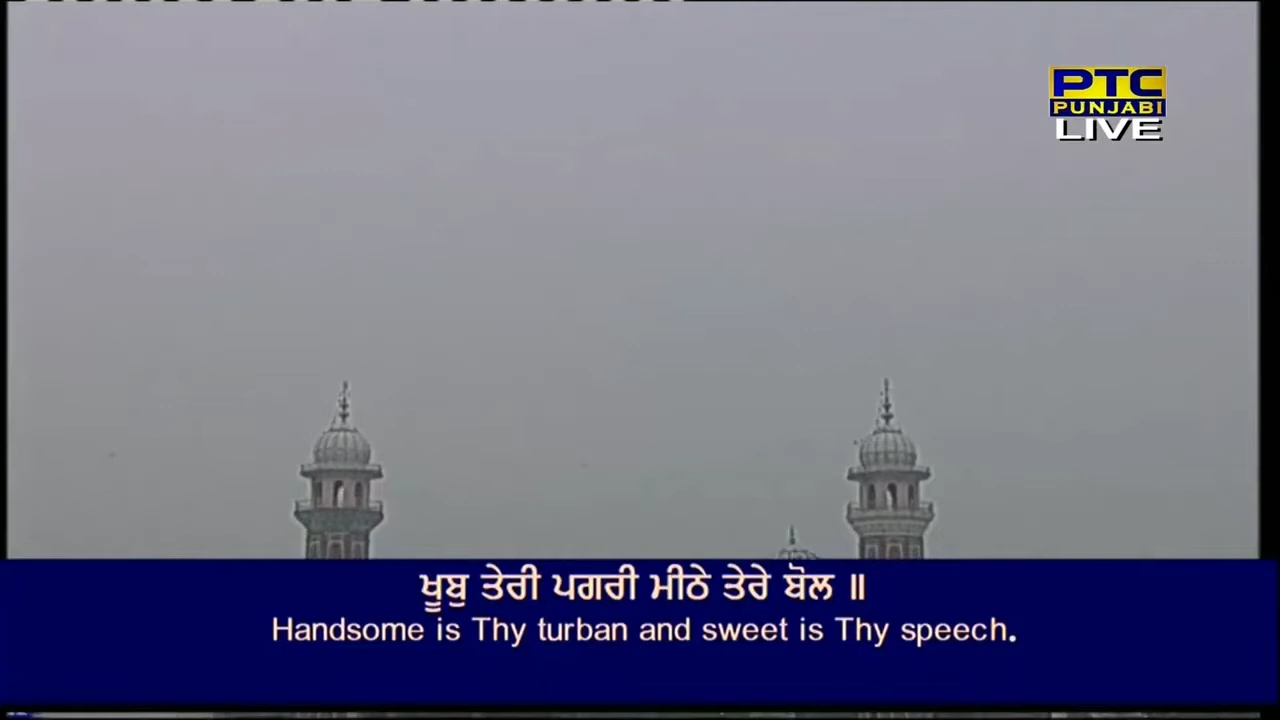 PTC
PUNJABI
LIVE
ਖੂਬੁ ਤੇਰੀ ਪਗਰੀ ਮੀਠੇ ਤੇਰੇ ਬੋਲ ॥
Handsome is Thy turban and sweet is Thy speech.